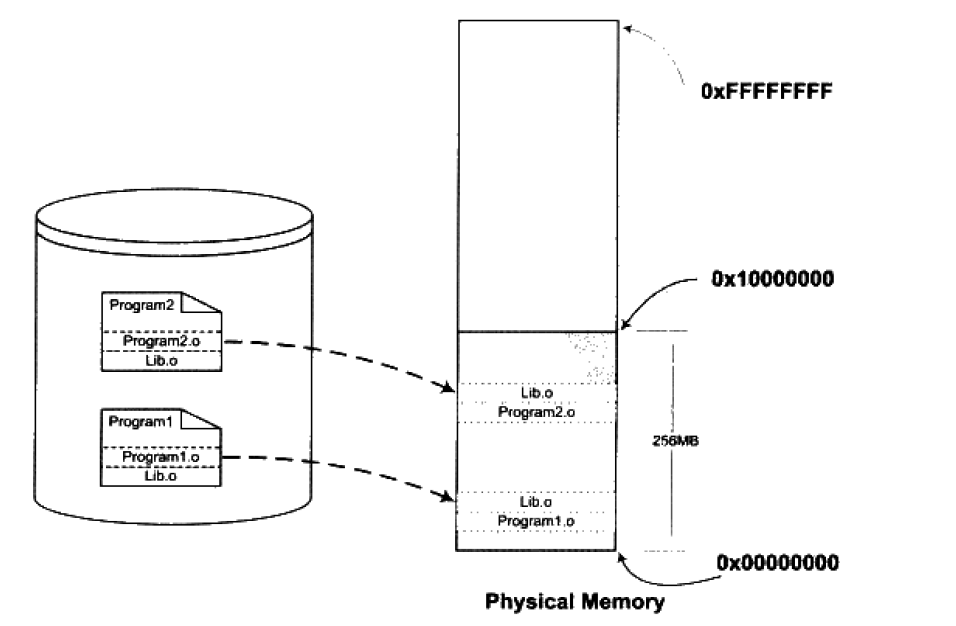 0xFFFFFFFF
0x10000000
Program2
Program2.o
Lib.o
Lib.o
Program2.o
Program1
Program1.o
Lib.o
256MB
Lib.o
Program1.o
0x00000000
Physical Memory